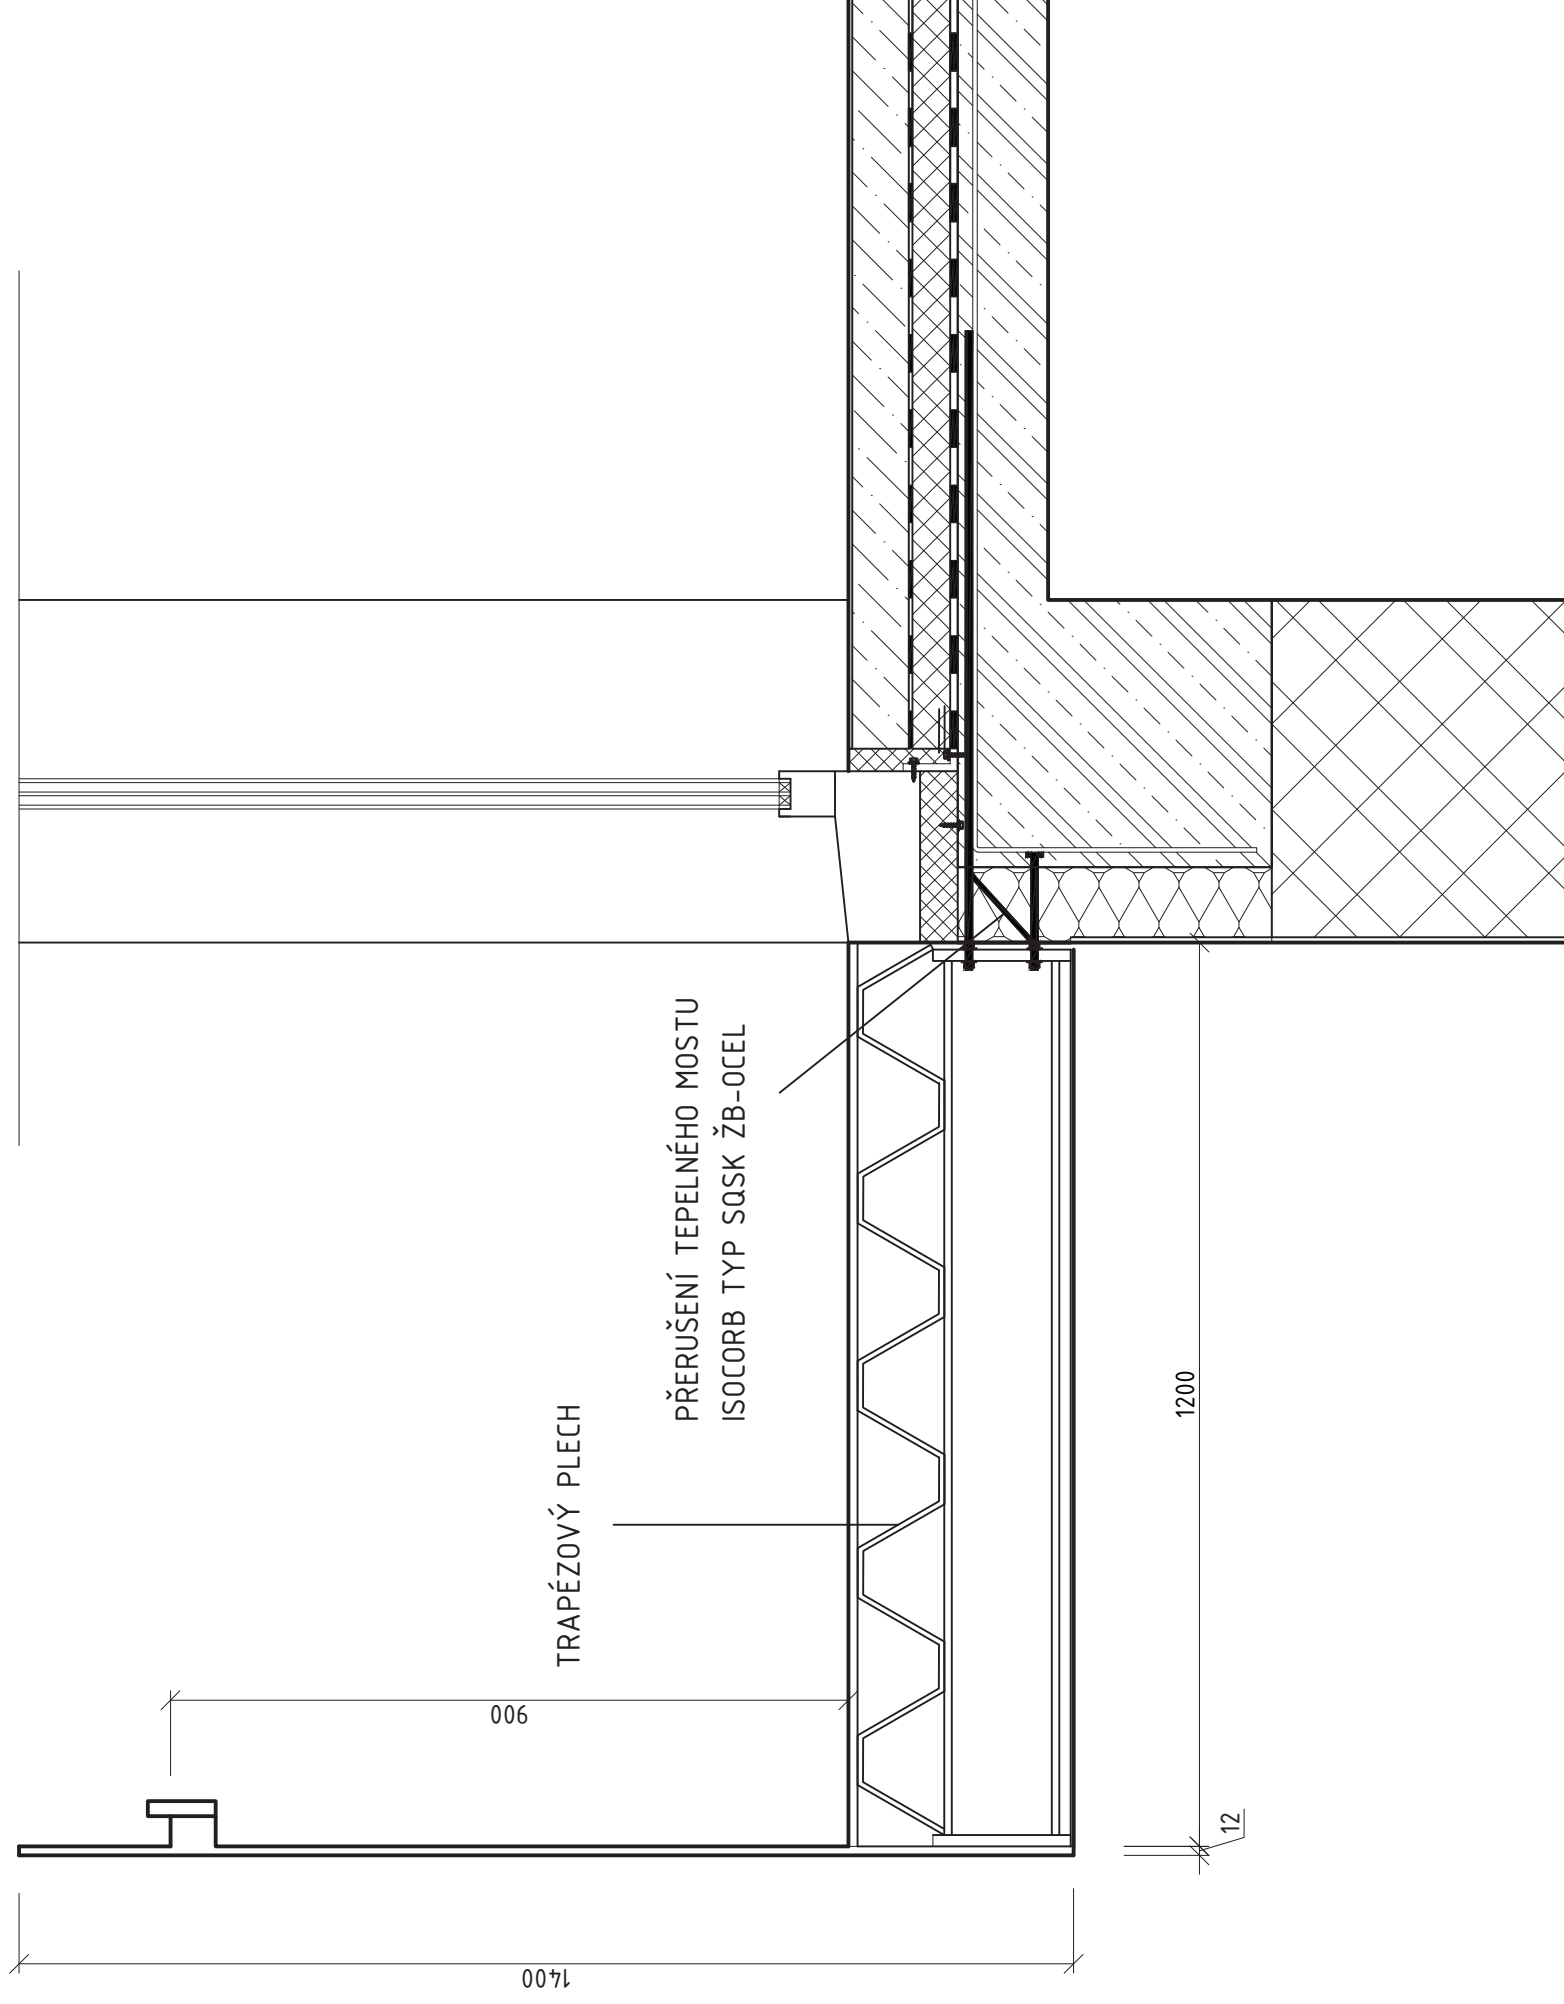 PŘERUŠENÍ TEPELNÉHO MOSTU
ISOCORB TYP SQSK ŽB-OCEL
TRAPÉZOVÝ PLECH
900
1200
12
1400